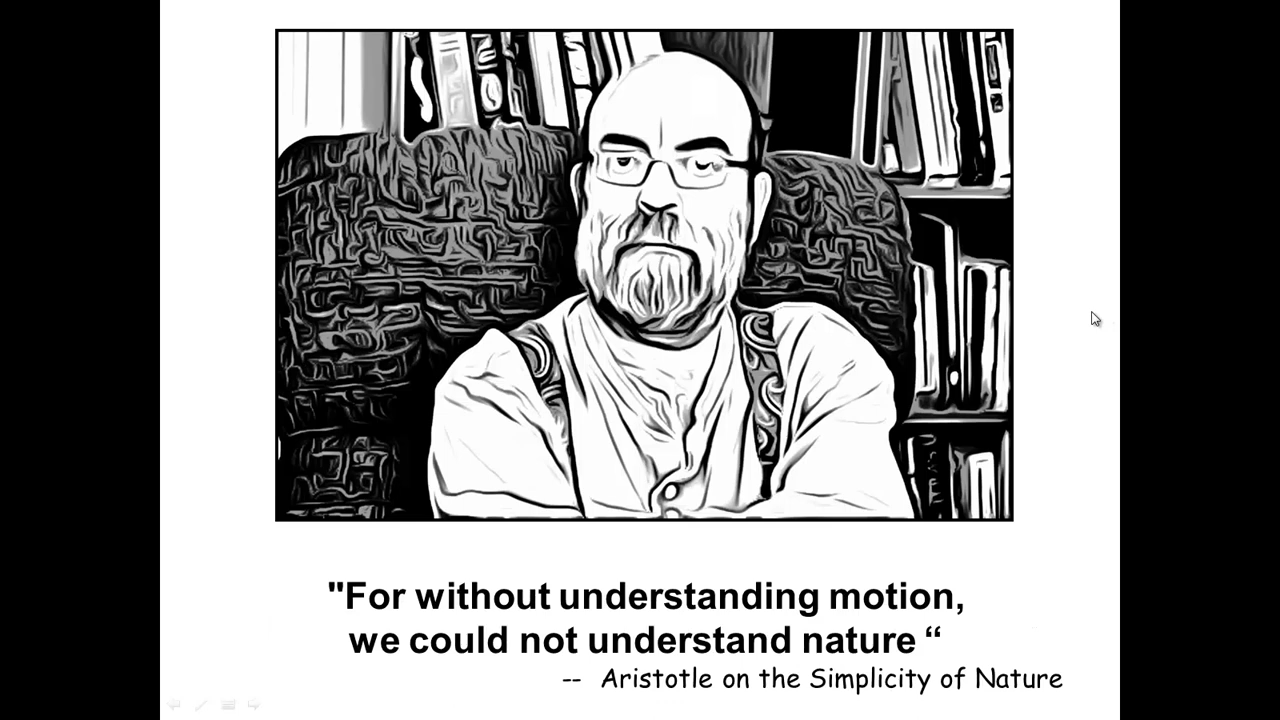 "For without understanding motion,
we could not understand nature “
-- Aristotle on the Simplicity of Nature